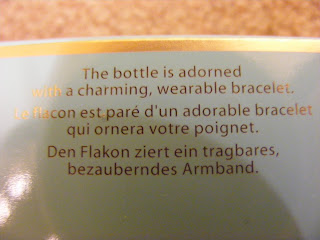 The bottle is adorned
with a charming, wearable bracelet.
Le flacon est paré d'un adorable bracelet
qui ornera votre poignet.
Den Flakon ziert ein tragbares,
bezauberndes Armband.